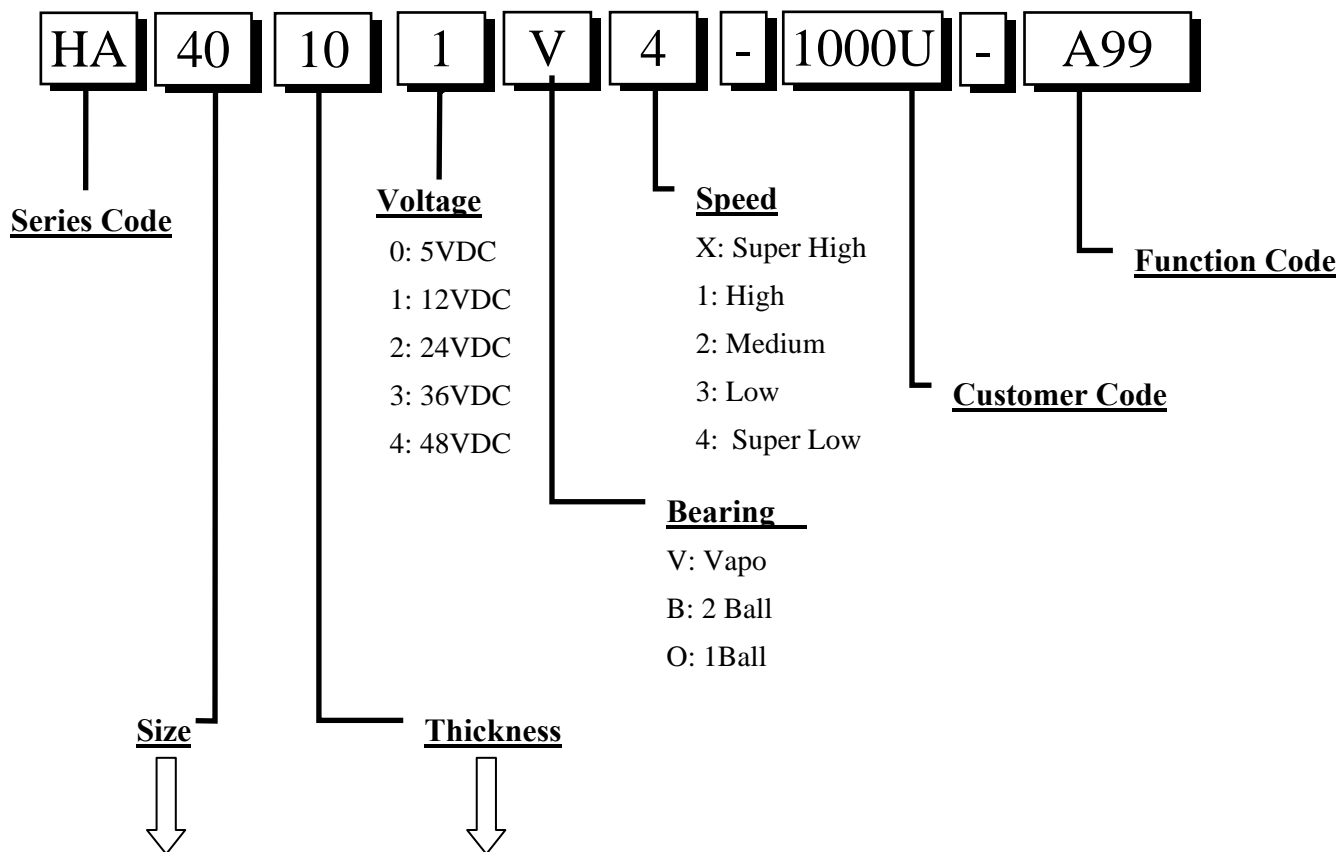 HA 40 10 1 V 4 - 1000U - A99
Series Code
Voltage
0: 5VDC
1: 12VDC
2: 24VDC
3: 36VDC
4: 48VDC
Speed
X: Super High
1: High
2: Medium
3: Low
4: Super Low
Function Code
Customer Code
Bearing
V: Vapo
B: 2 Ball
O: 1Ball
Size
Thickness